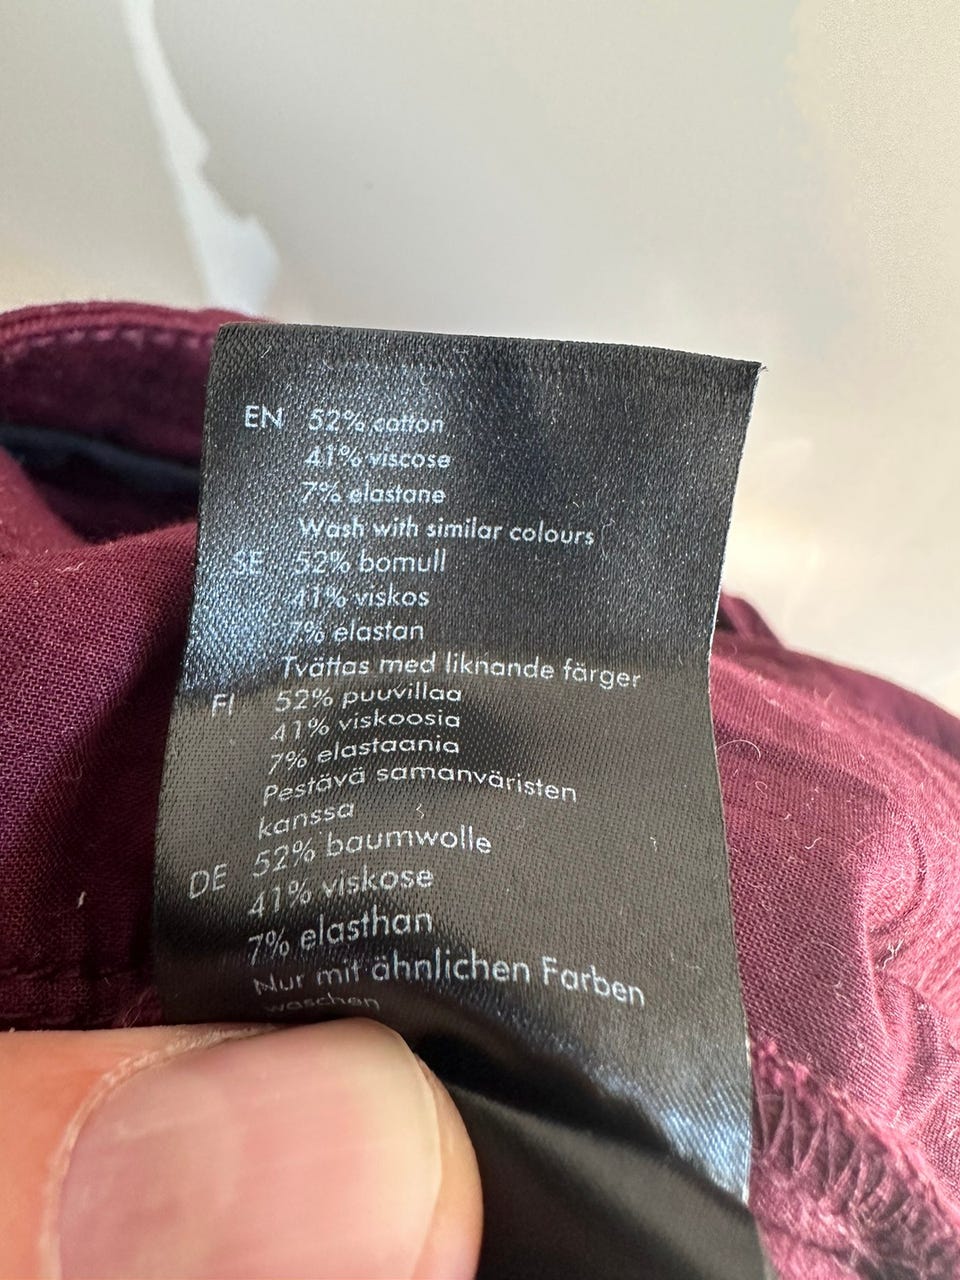 EN 52% cotton
41% viscose
7% elastane
Wash with similar colours
SE 52% bomull
41% viskos
7% elastan
Tvättas med liknande färger
FI 52% puuvillaa
41% viskoosia
7% elastaania
Pestävä samanväristen
kanssa
DE 52% baumwolle
41% viskose
7% elasthan
Nur mit ähnlichen Farben
waschen